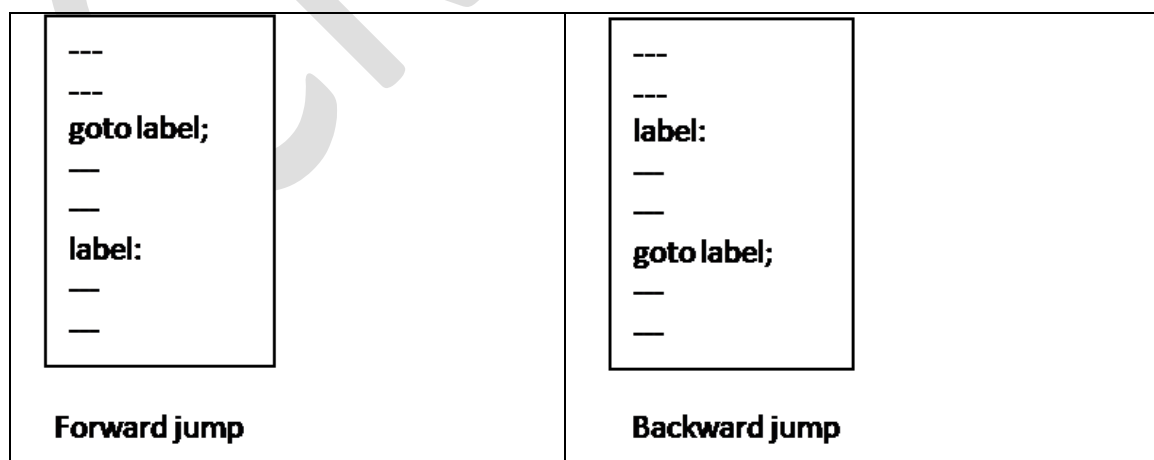 ---
---
goto label;
—
—
label:
—
—
Forward jump
---
---
label:
—
—
goto label;
—
—
Backward jump